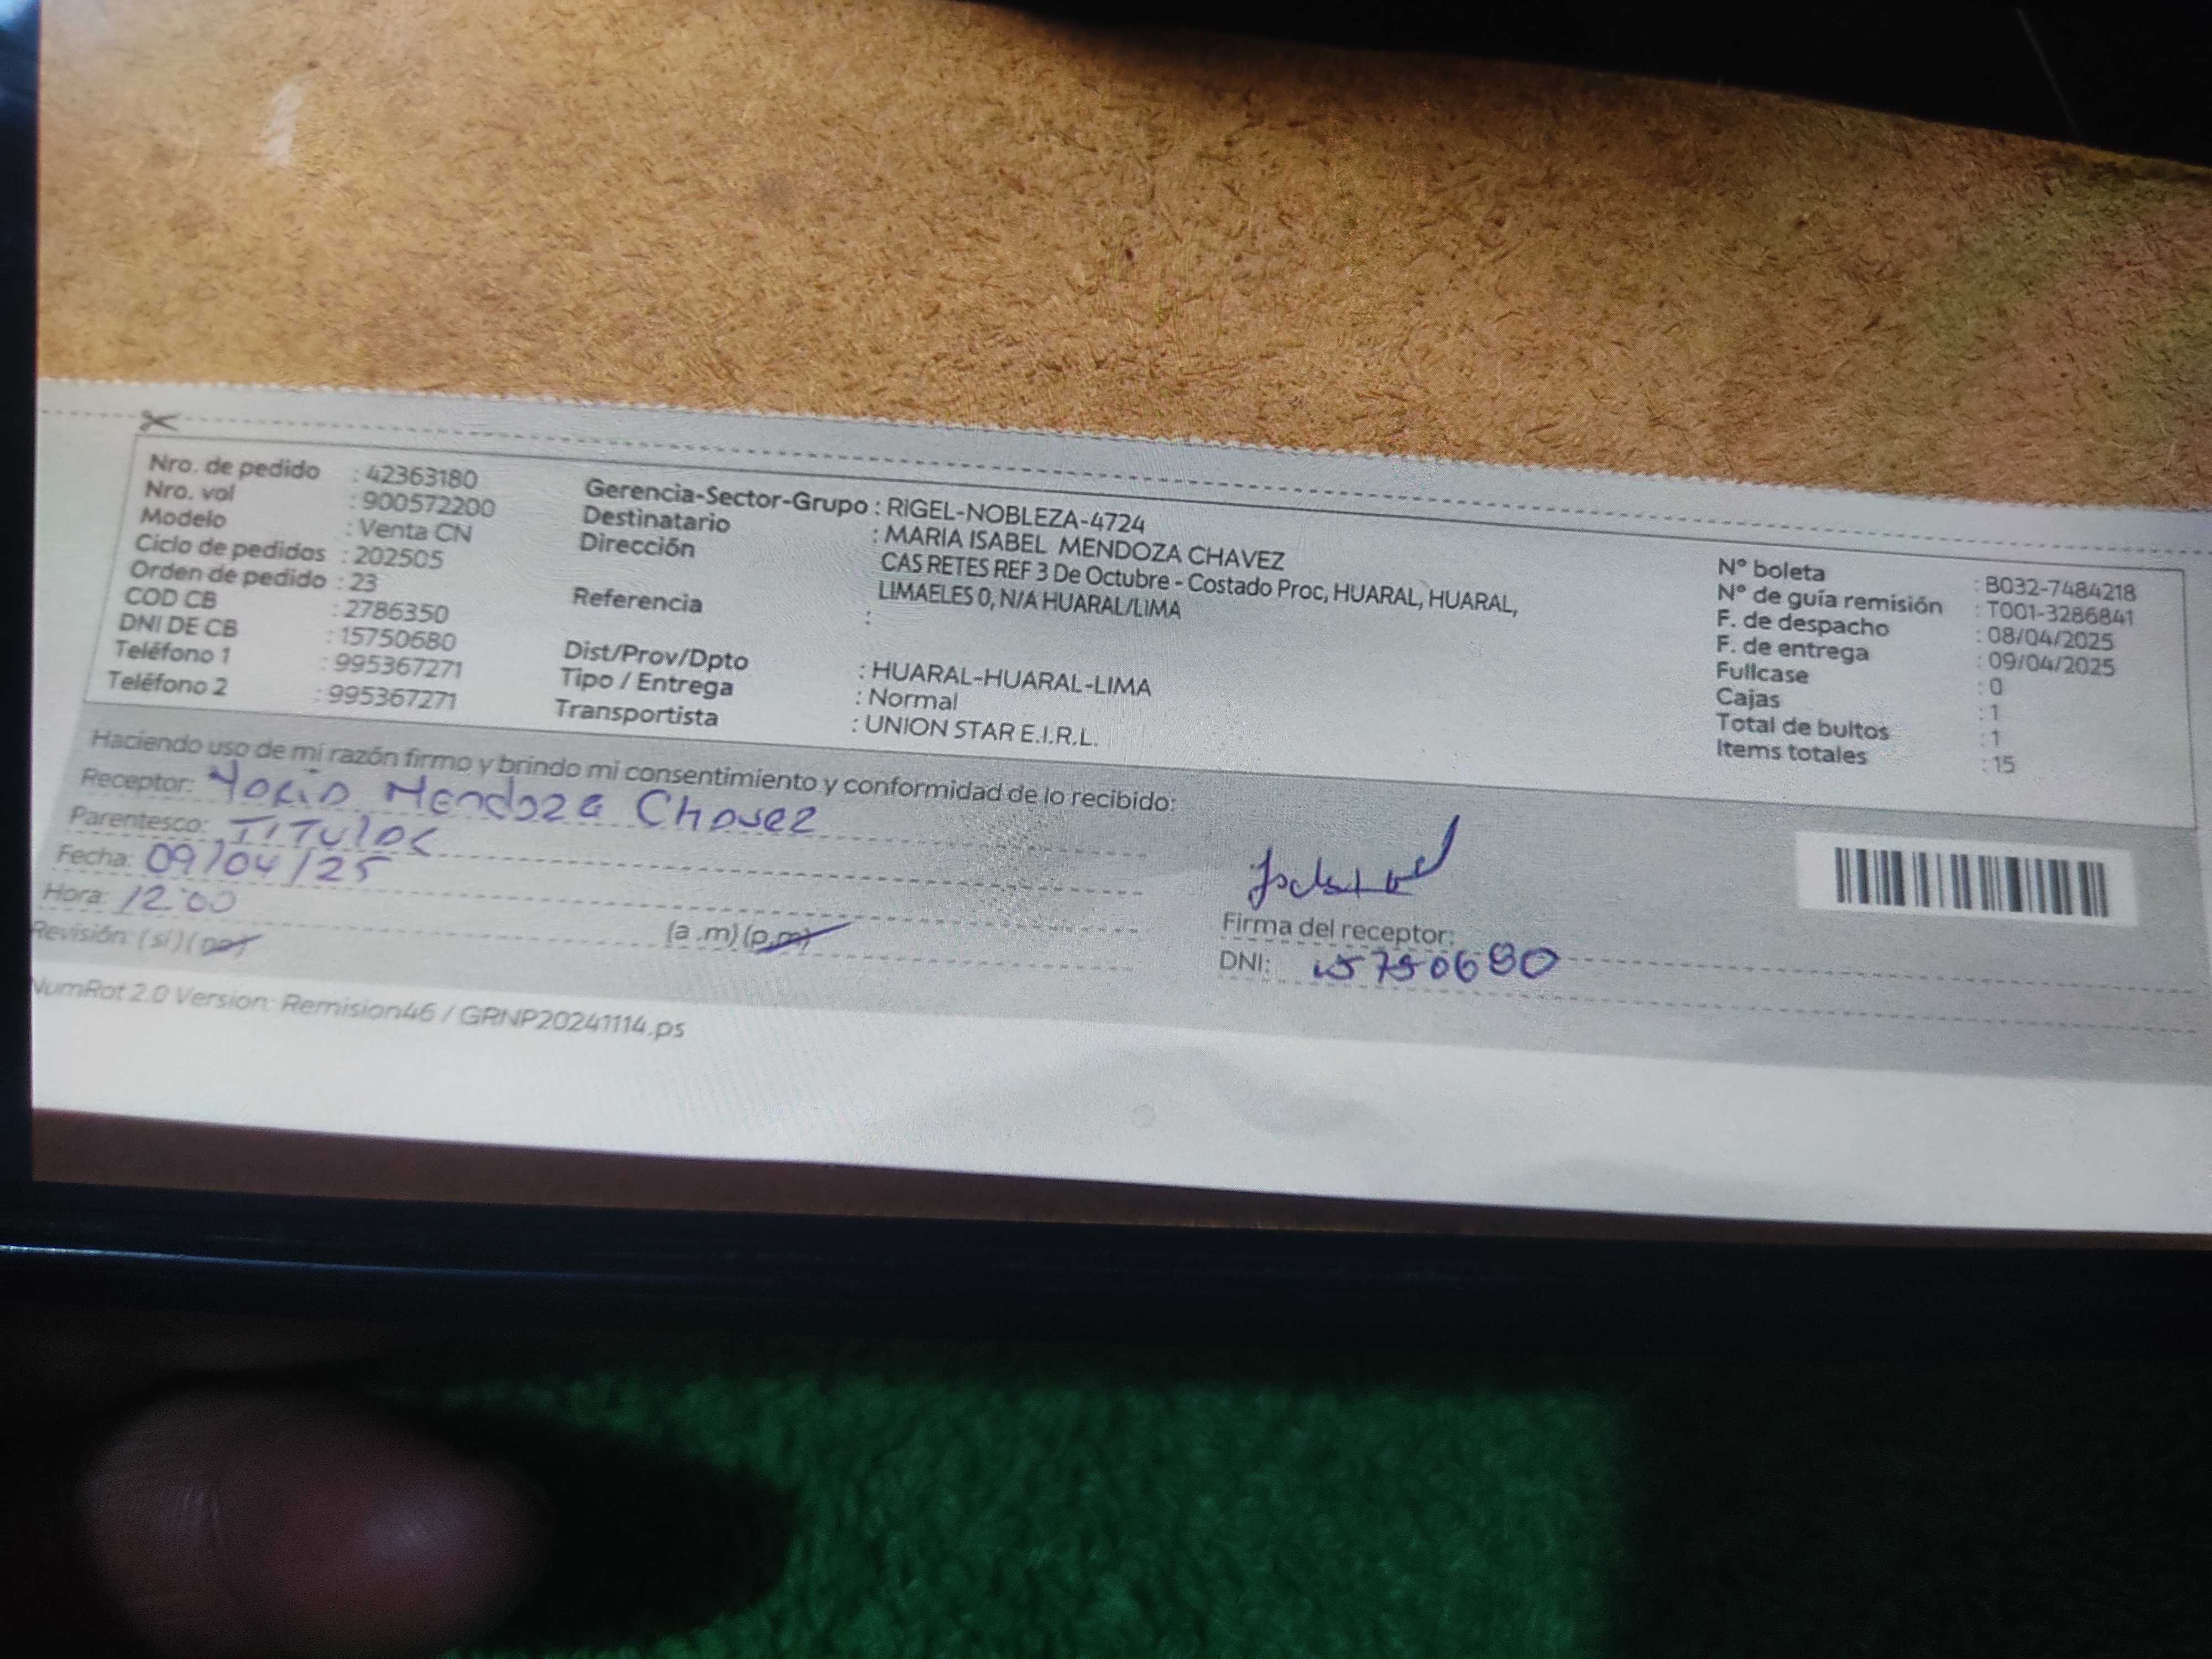 Nro. de pedido : 42363180
Nro. vol : 900572200
Modelo : Venta CN
Ciclo de pedidos : 202505
Orden de pedido : 23
COD CB : 2786350
DNI DE CB : 15750680
Teléfono 1 : 995367271
Teléfono 2 : 995367271
Gerencia-Sector-Grupo : RIGEL-NOBLEZA-4724
Destinatario : MARIA ISABEL MENDOZA CHAVEZ
Dirección CAS RETES REF 3 De Octubre - Costado Proc, HUARAL, HUARAL,
LIMAELES 0, N/A HUARAL/LIMA
Referencia :
Dist/Prov/Dpto : HUARAL-HUARAL-LIMA
Tipo / Entrega : Normal
Transportista : UNION STAR E.I.R.L.
N° boleta : B032-7484218
N° de guía remisión : T001-3286841
F. de despacho : 08/04/2025
F. de entrega : 09/04/2025
Fullcase : 0
Cajas : 1
Total de bultos : 1
Items totales : 15
Haciendo uso de mi razón firmo y brindo mi consentimiento y conformidad de lo recibido:
Receptor: Maria Mendoza Chavez
Parentesco: TITULAR
Fecha: 09/04/25
Hora: 12:00 (a.m) (p.m)
Revisión: (si) (no)
Firma del receptor:
DNI: 15750680
NumRot 2.0 Version: Remision46 / GRNP20241114.ps